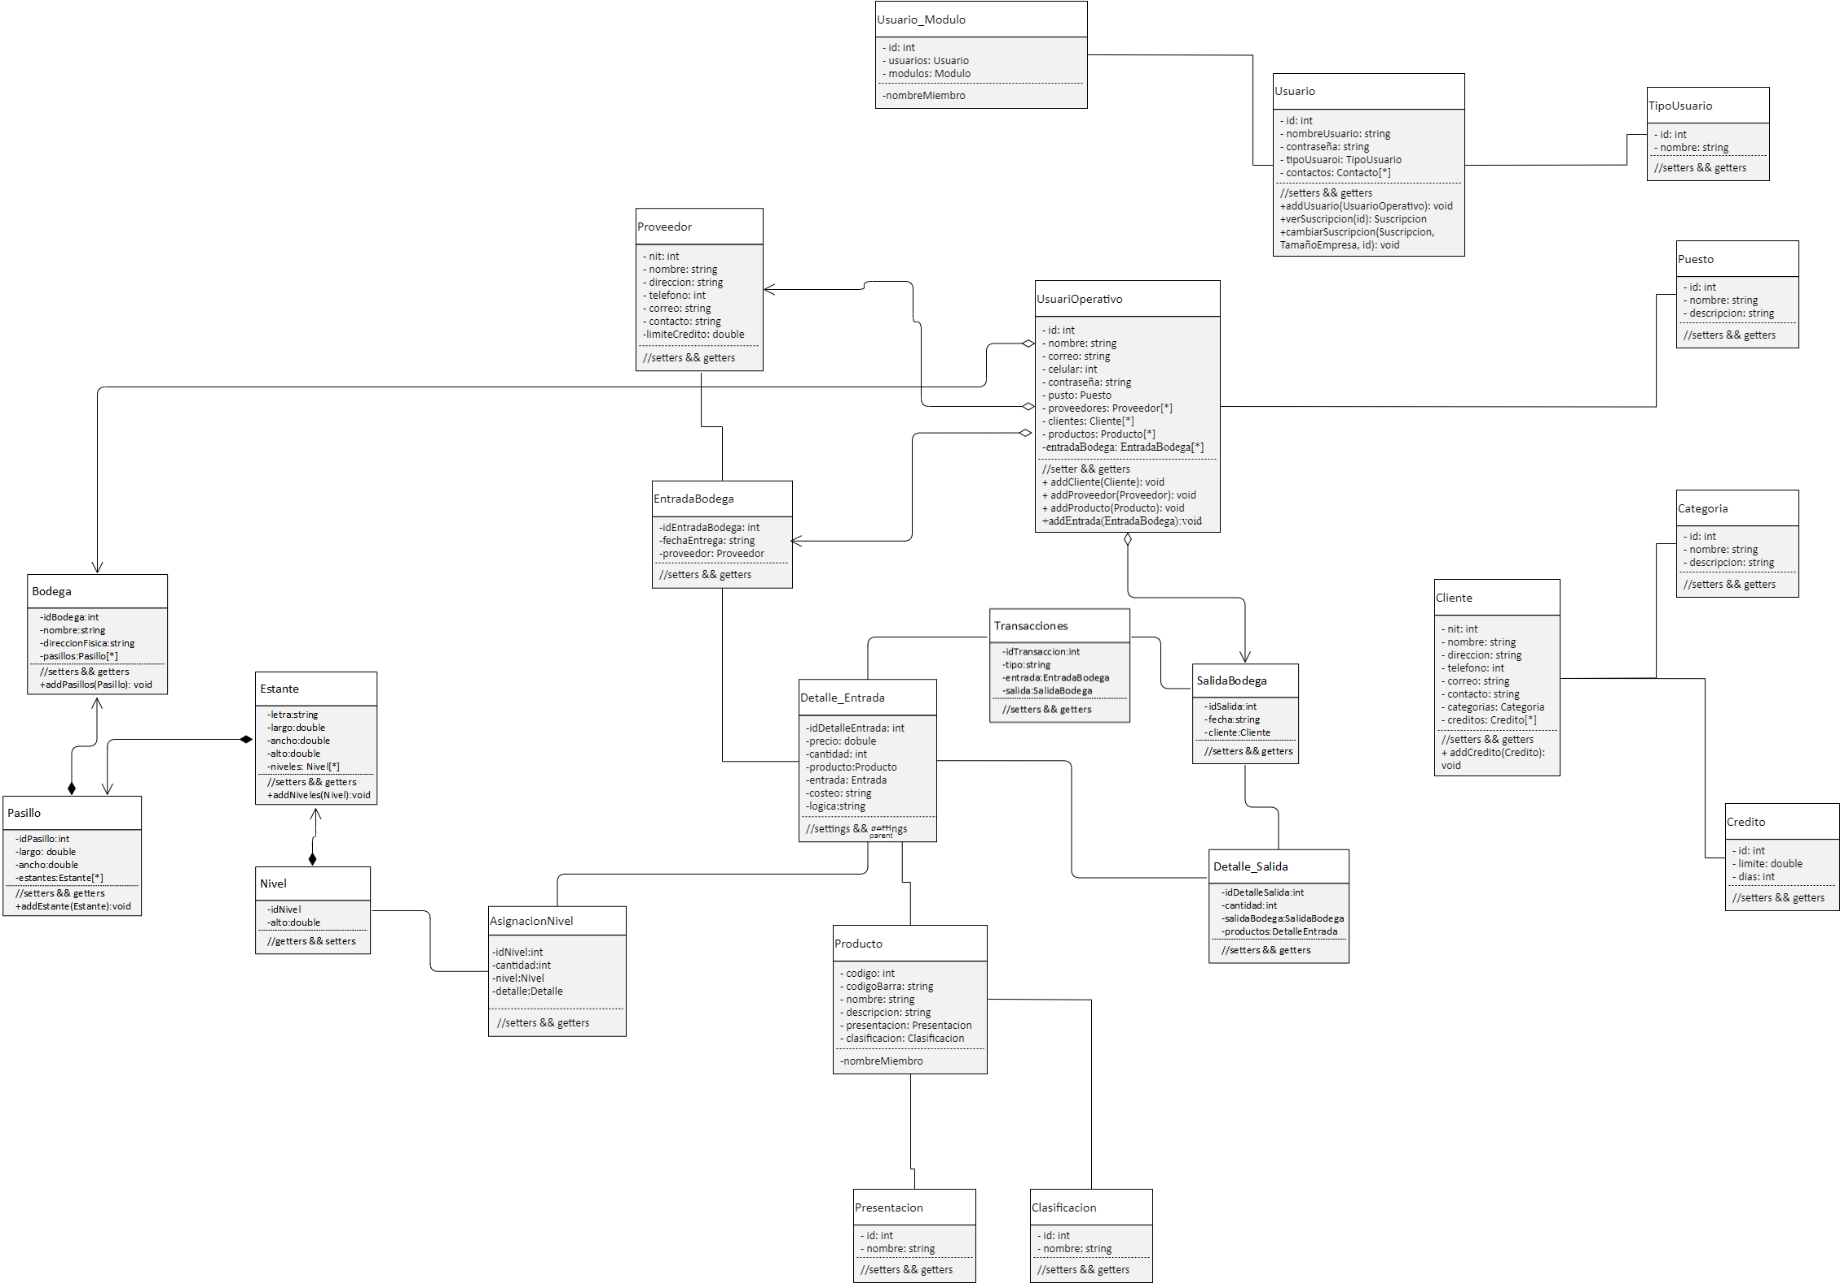 Usuario_Modulo
- id: int
- usuarios: Usuario
- modulos: Modulo
-nombreMiembro
Usuario
- id: int
- nombreUsuario: string
- contraseña: string
- tipoUsuaroi: TipoUsuario
- contactos: Contacto[*]
//setters && getters
+addUsuario(UsuarioOperativo): void
+verSuscripcion(id): Suscripcion
+cambiarSuscripcion(Suscripcion,
TamañoEmpresa, id): void
TipoUsuario
- id: int
- nombre: string
//setters && getters
Proveedor
- nit: int
- nombre: string
- direccion: string
- telefono: int
- correo: string
- contacto: string
-limiteCredito: double
//setters && getters
UsuariOperativo
- id: int
- nombre: string
- correo: string
- celular: int
- contraseña: string
- pusto: Puesto
- proveedores: Proveedor[*]
- clientes: Cliente[*]
- productos: Producto[*]
-entradaBodega: EntradaBodega[*]
//setter && getters
+ addCliente(Cliente): void
+ addProveedor(Proveedor): void
+ addProducto(Producto): void
+addEntrada(EntradaBodega):void
Puesto
- id: int
- nombre: string
- descripcion: string
//setters && getters
EntradaBodega
-idEntradaBodega: int
-fechaEntrega: string
-proveedor: Proveedor
//setters && getters
Categoria
- id: int
- nombre: string
- descripcion: string
//setters && getters
Bodega
-idBodega:int
-nombre:string
-direccionFisica:string
-pasillos:Pasillo[*]
//setters && getters
+addPasillos(Pasillo): void
Cliente
- nit: int
- nombre: string
- direccion: string
- telefono: int
- correo: string
- contacto: string
- categorias: Categoria
- creditos: Credito[*]
//setters && getters
+ addCredito(Credito):
void
Transacciones
-idTransaccion:int
-tipo:string
-entrada:EntradaBodega
-salida:SalidaBodega
//setters && getters
SalidaBodega
-idSalida:int
-fecha:string
-cliente:Cliente
//setters && getters
Estante
-letra:string
-largo:double
-ancho:double
-alto:double
-niveles: Nivel[*]
//setters && getters
+addNiveles(Nivel):void
Detalle_Entrada
-idDetalleEntrada: int
-precio: dobule
-cantidad: int
-producto:Producto
-entrada: Entrada
-costeo: string
-logica:string
//settings && gettings
parent
Pasillo
-idPasillo:int
-largo: double
-ancho:double
-estantes:Estante[*]
//setters && getters
+addEstante(Estante):void
Credito
- id: int
- limite: double
- dias: int
//setters && getters
Detalle_Salida
-idDetalleSalida:int
-cantidad:int
-salidaBodega:SalidaBodega
-productos:DetalleEntrada
//setters && getters
Nivel
-idNivel
-alto:double
//getters && setters
AsignacionNivel
-idNivel:int
-cantidad:int
-nivel:NIvel
-detalle:Detalle
//setters && getters
Producto
- codigo: int
- codigoBarra: string
- nombre: string
- descripcion: string
- presentacion: Presentacion
- clasificacion: Clasificacion
-nombreMiembro
Presentacion
- id: int
- nombre: string
//setters && getters
Clasificacion
- id: int
- nombre: string
//setters && getters